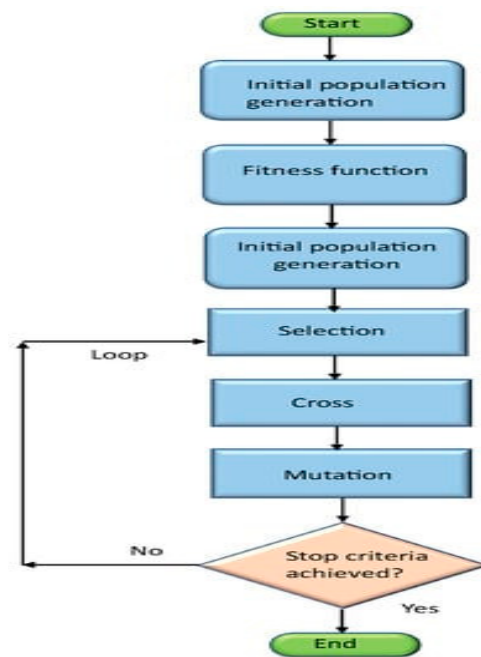 Start
Initial population
generation
Fitness function
Initial population
generation
Selection
Loop
Cross
Mutation
Stop criteria
achieved?
No
Yes
End